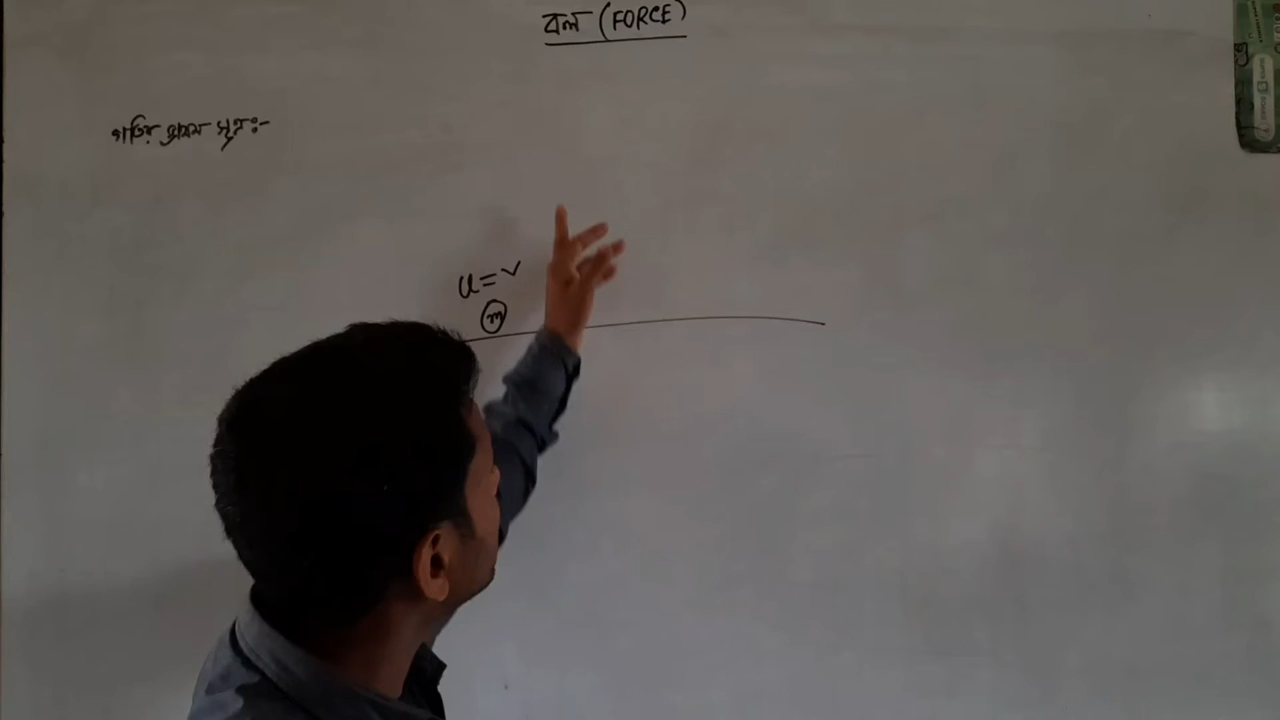 বল (FORCE)
গতির প্রথম সূত্রঃ-
u = v
m